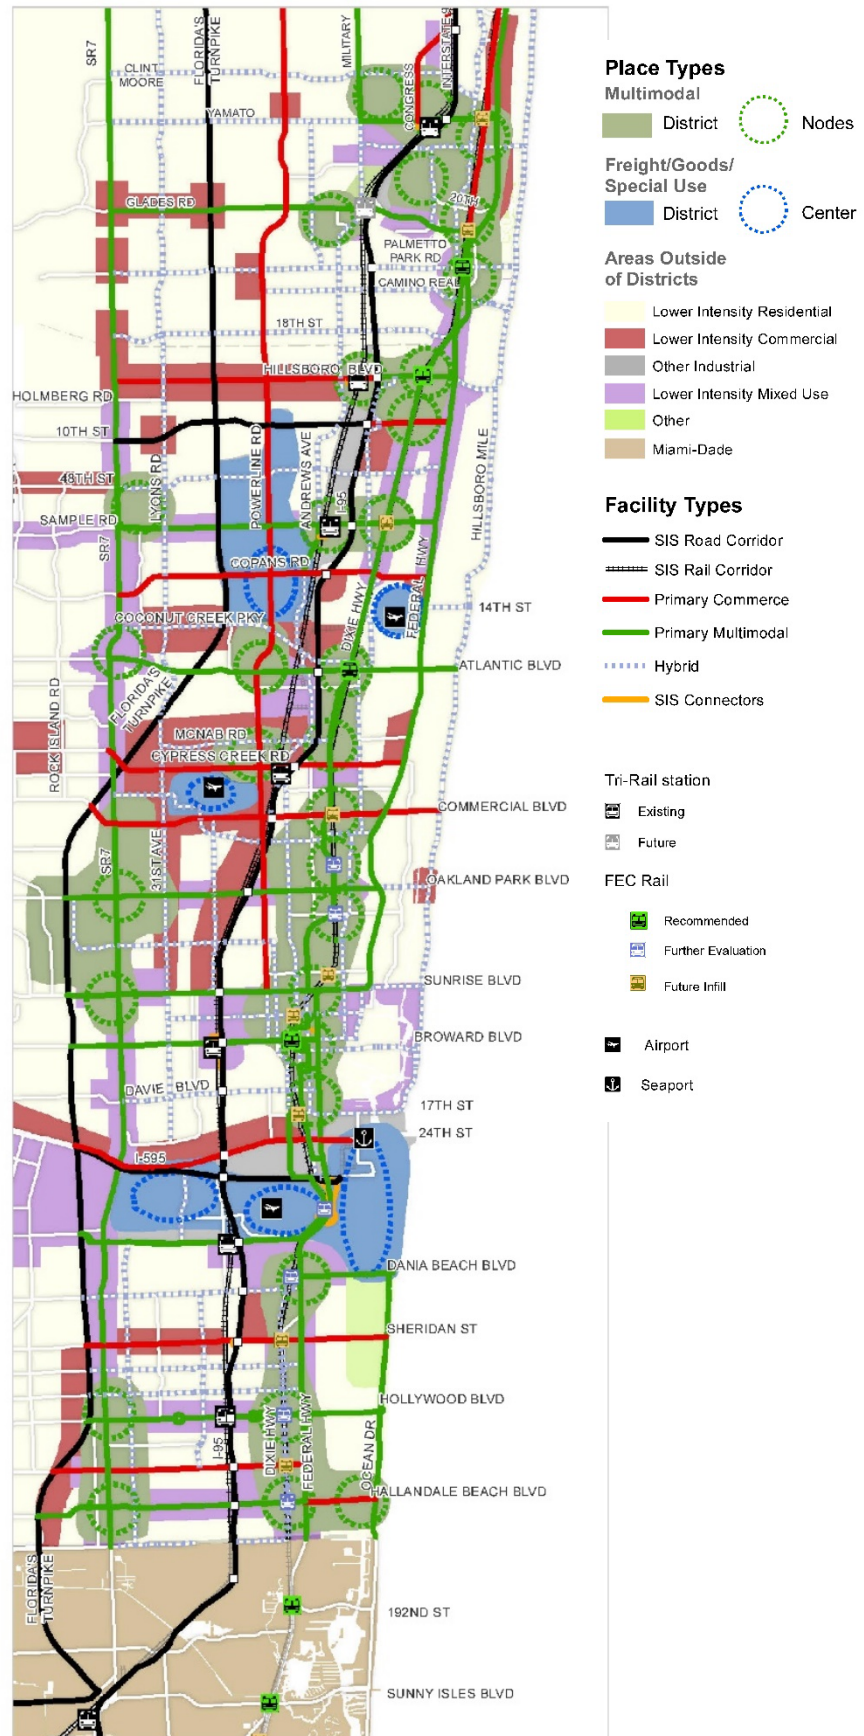 SR7
FLORIDA'S
TURNPIKE
MILITARY
CONGRESS
INTERSTATE
CLINT
MOORE
YAMATO
GLADES RD
20TH
PALMETTO
PARK RD
CAMINO REAL
18TH ST
HILLSBORO BLVD
HOLMBERG RD
10TH ST
48TH ST
SAMPLE RD
SR7
LYONS RD
POWERLINE RD
ANDREWS AVE
I-95
HILLSBORO MILE
COPANS RD
DIXIE HWY
FEDERAL HWY
14TH ST
COCONUT CREEK PKY
ATLANTIC BLVD
ROCK ISLAND RD
FLORIDA'S
TURNPIKE
MCNAB RD
CYPRESS CREEK RD
COMMERCIAL BLVD
SR7
31ST AVE
OAKLAND PARK BLVD
SUNRISE BLVD
BROWARD BLVD
DAVIE BLVD
17TH ST
24TH ST
I-595
DANIA BEACH BLVD
SHERIDAN ST
HOLLYWOOD BLVD
I-95
DIXIE HWY
FEDERAL HWY
OCEAN DR
HALLANDALE BEACH BLVD
FLORIDA'S
TURNPIKE
192ND ST
SUNNY ISLES BLVD
Place Types
Multimodal
District
Nodes
Freight/Goods/
Special Use
District
Center
Areas Outside
of Districts
Lower Intensity Residential
Lower Intensity Commercial
Other Industrial
Lower Intensity Mixed Use
Other
Miami-Dade
Facility Types
SIS Road Corridor
SIS Rail Corridor
Primary Commerce
Primary Multimodal
Hybrid
SIS Connectors
Tri-Rail station
Existing
Future
FEC Rail
Recommended
Further Evaluation
Future Infill
Airport
Seaport